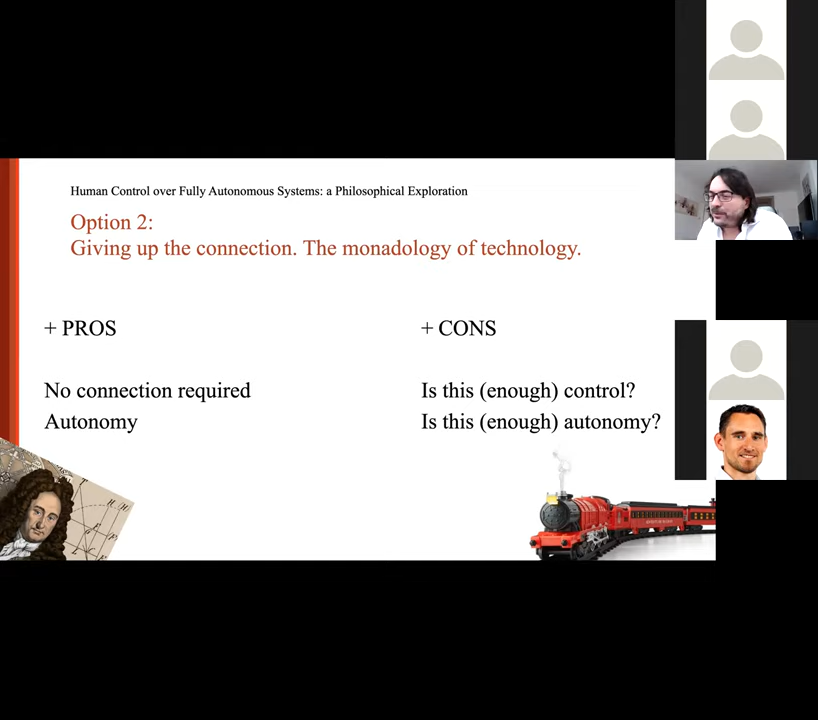 Human Control over Fully Autonomous Systems: a Philosophical Exploration
Option 2:
Giving up the connection. The monadology of technology.
+ PROS
+ CONS
No connection required
Is this (enough) control?
Autonomy
Is this (enough) autonomy?